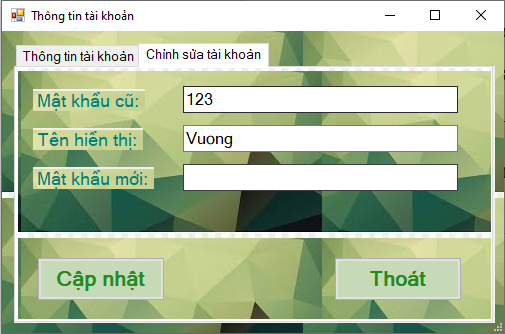 Thông tin tài khoản
Thông tin tài khoản
Chỉnh sửa tài khoản
Mật khẩu cũ:
123
Tên hiển thị:
Vuong
Mật khẩu mới:
Cập nhật
Thoát